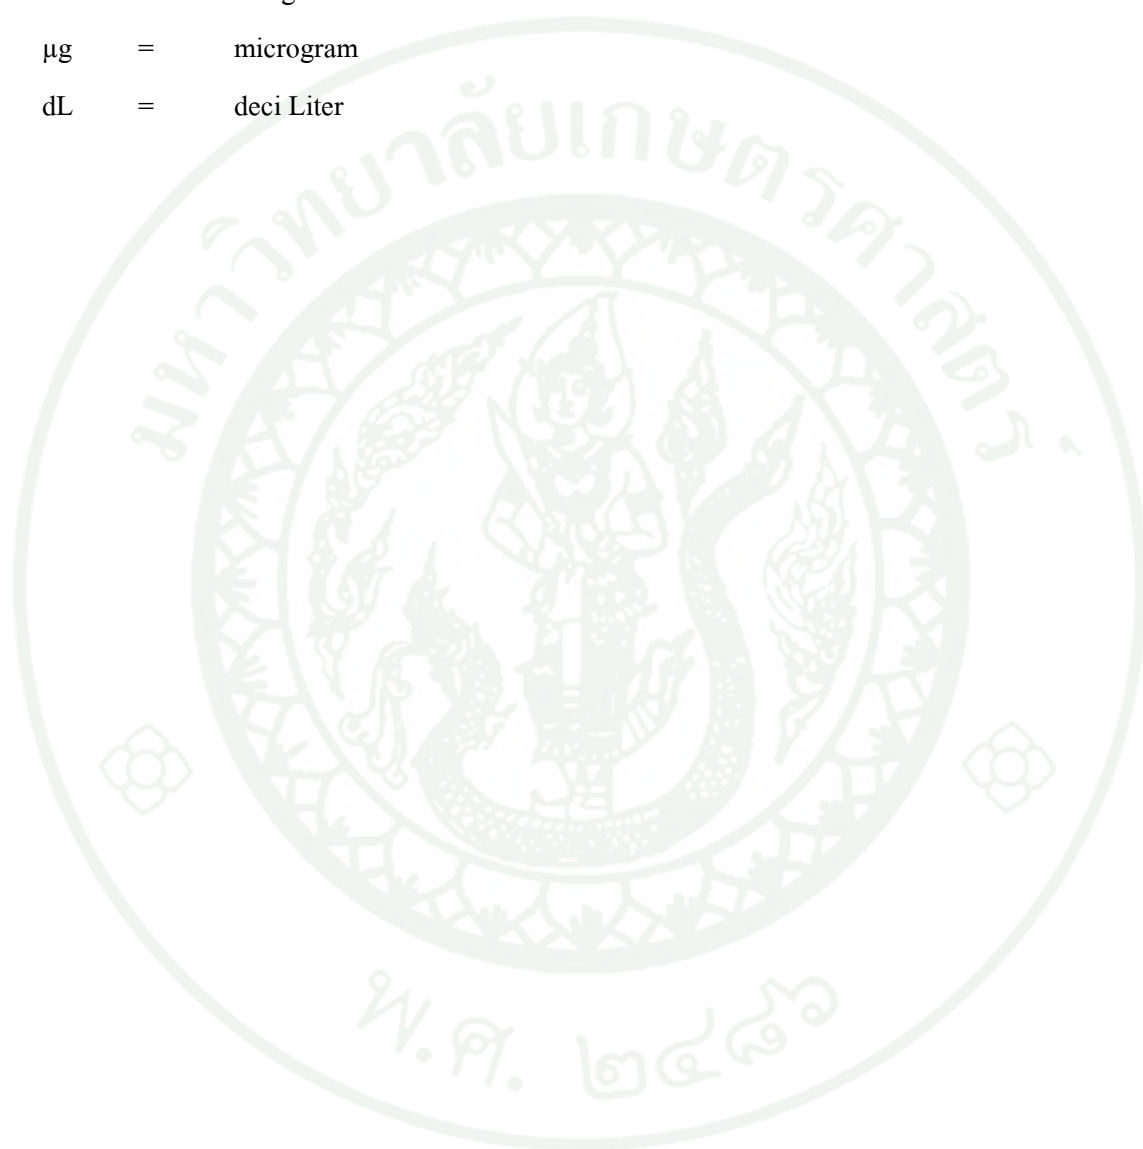 µg = microgram
dL = deci Liter
มหาวิทยาลัยเกษตรศาสตร์
พ.ศ. ๒๔๘๖